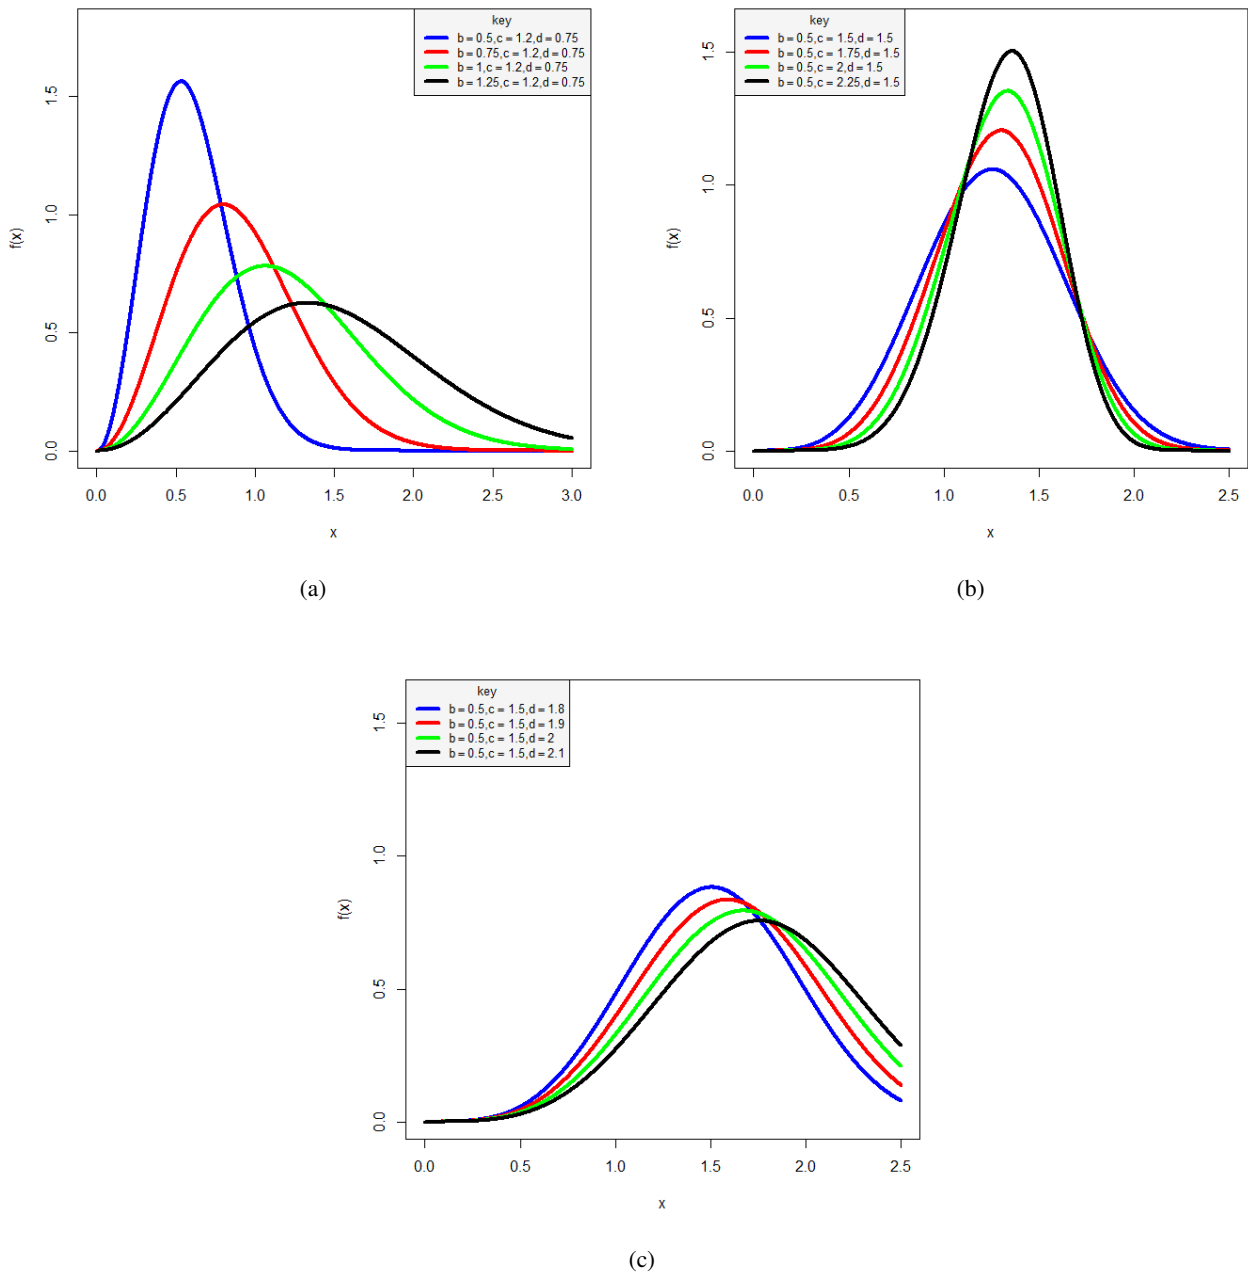 key
b = 0.5,c = 1.2,d = 0.75
b = 0.75,c = 1.2,d = 0.75
b = 1,c = 1.2,d = 0.75
b = 1.25,c = 1.2,d = 0.75
f(x)
1.5
1.0
0.5
0.0
0.0 0.5 1.0 1.5 2.0 2.5 3.0
x
(a)
key
b = 0.5,c = 1.5,d = 1.5
b = 0.5,c = 1.75,d = 1.5
b = 0.5,c = 2,d = 1.5
b = 0.5,c = 2.25,d = 1.5
f(x)
1.5
1.0
0.5
0.0
0.0 0.5 1.0 1.5 2.0 2.5
x
(b)
key
b = 0.5,c = 1.5,d = 1.8
b = 0.5,c = 1.5,d = 1.9
b = 0.5,c = 1.5,d = 2
b = 0.5,c = 1.5,d = 2.1
f(x)
1.5
1.0
0.5
0.0
0.0 0.5 1.0 1.5 2.0 2.5
x
(c)